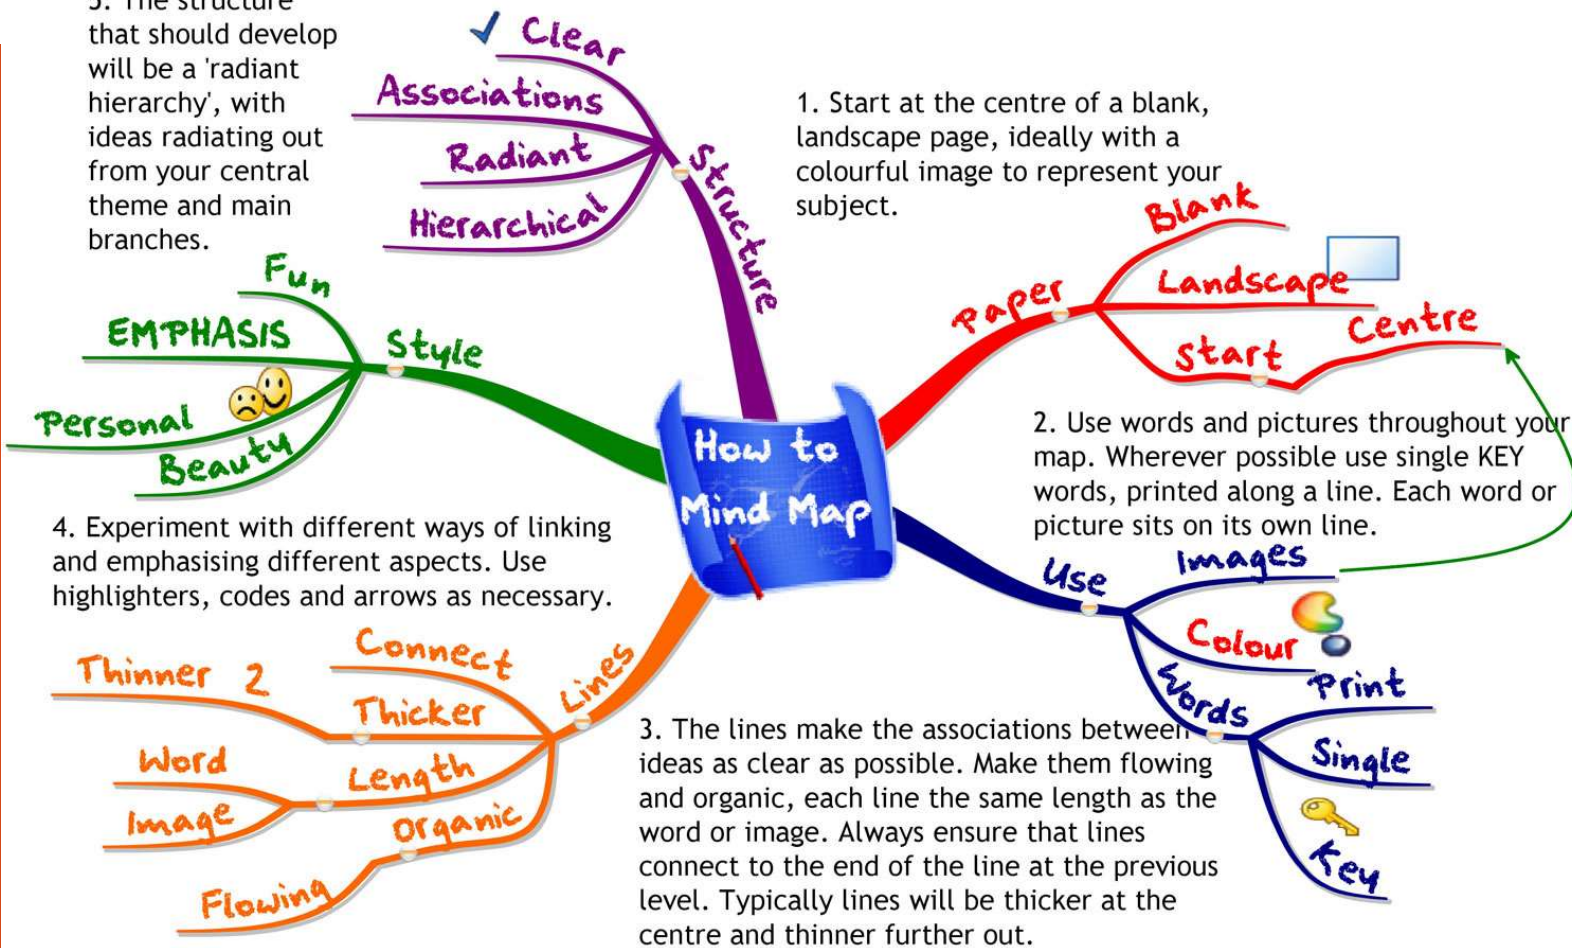 How to
Mind Map
1. Start at the centre of a blank,
landscape page, ideally with a
colourful image to represent your
subject.
Paper
Blank
Landscape
Start
Centre
2. Use words and pictures throughout your
map. Wherever possible use single KEY
words, printed along a line. Each word or
picture sits on its own line.
Use
Images
Colour
Words
Print
Single
Key
3. The lines make the associations between
ideas as clear as possible. Make them flowing
and organic, each line the same length as the
word or image. Always ensure that lines
connect to the end of the line at the previous
level. Typically lines will be thicker at the
centre and thinner further out.
Lines
Connect
Thicker
Thinner 2
Length
Word
Image
Organic
Flowing
4. Experiment with different ways of linking
and emphasising different aspects. Use
highlighters, codes and arrows as necessary.
Style
Fun
EMPHASIS
Personal
Beauty
5. The structure
that should develop
will be a 'radiant
hierarchy', with
ideas radiating out
from your central
theme and main
branches.
Structure
Clear
Associations
Radiant
Hierarchical